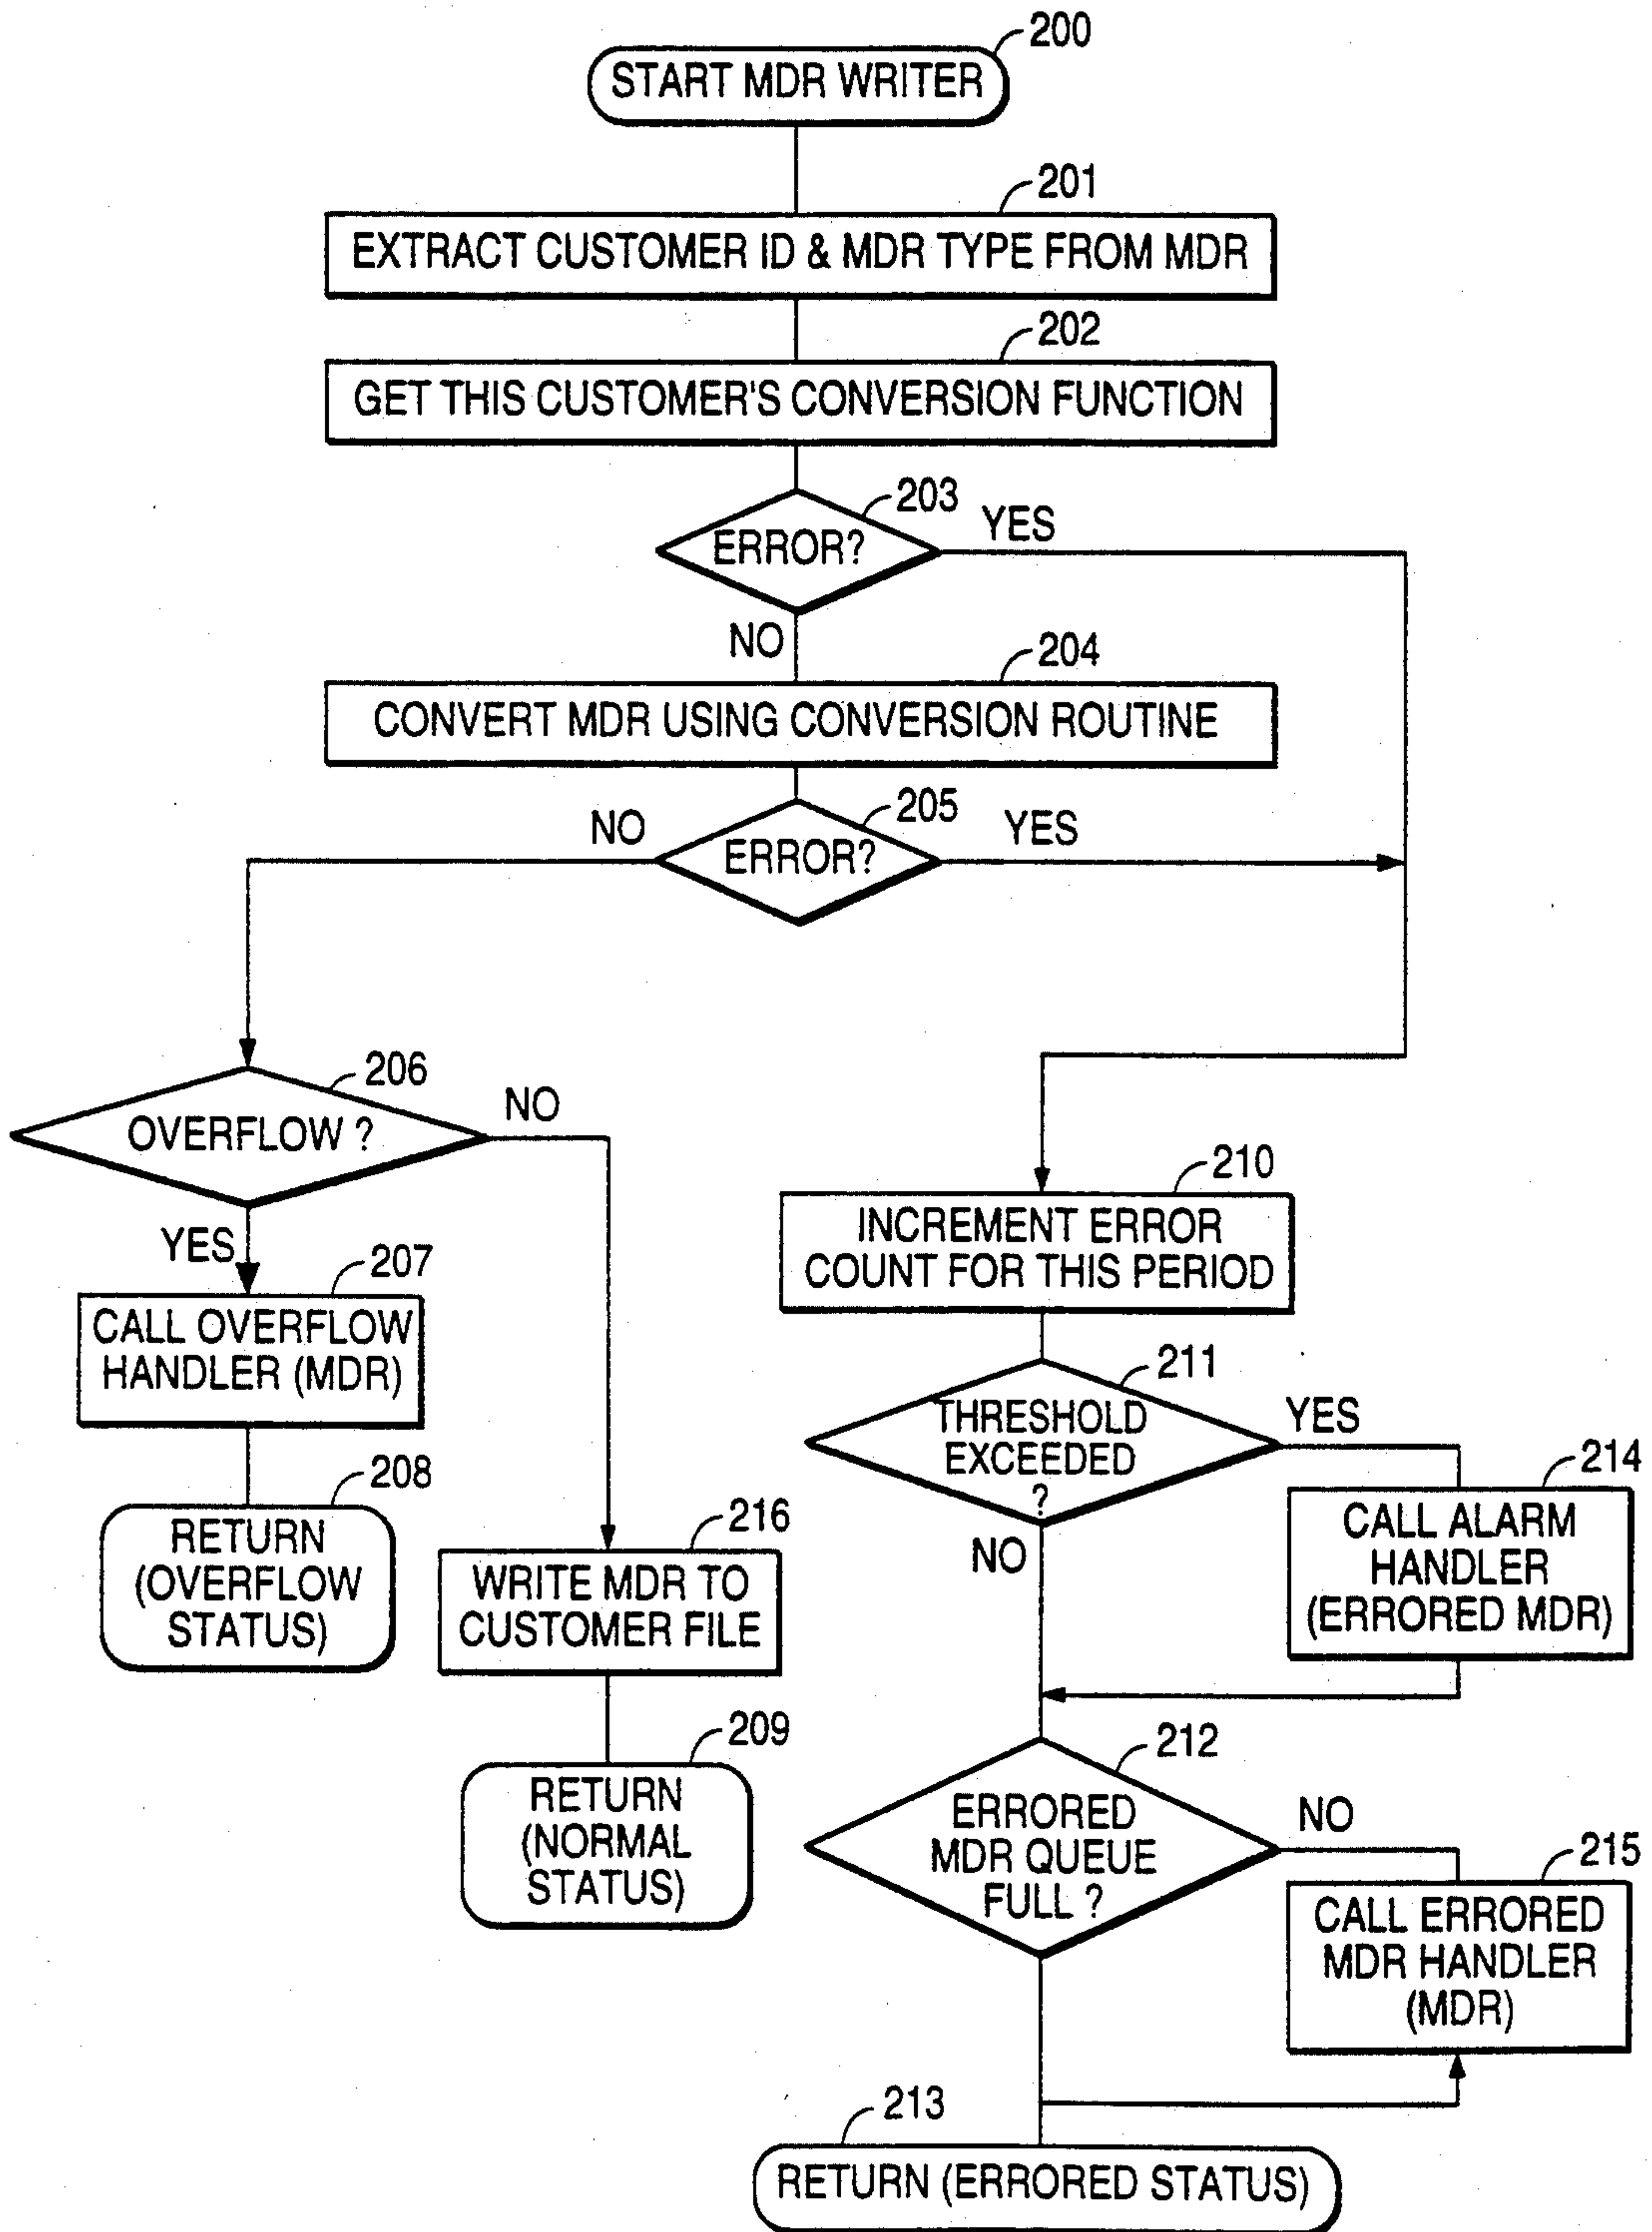 200
START MDR WRITER
201
EXTRACT CUSTOMER ID & MDR TYPE FROM MDR
202
GET THIS CUSTOMER'S CONVERSION FUNCTION
203
ERROR?
YES
NO
204
CONVERT MDR USING CONVERSION ROUTINE
205
NO
ERROR?
YES
206
OVERFLOW ?
NO
YES
207
CALL OVERFLOW
HANDLER (MDR)
208
RETURN
(OVERFLOW
STATUS)
216
WRITE MDR TO
CUSTOMER FILE
209
RETURN
(NORMAL
STATUS)
210
INCREMENT ERROR
COUNT FOR THIS PERIOD
211
THRESHOLD
EXCEEDED
?
YES
NO
214
CALL ALARM
HANDLER
(ERRORED MDR)
212
ERRORED
MDR QUEUE
FULL ?
NO
215
CALL ERRORED
MDR HANDLER
(MDR)
213
RETURN (ERRORED STATUS)